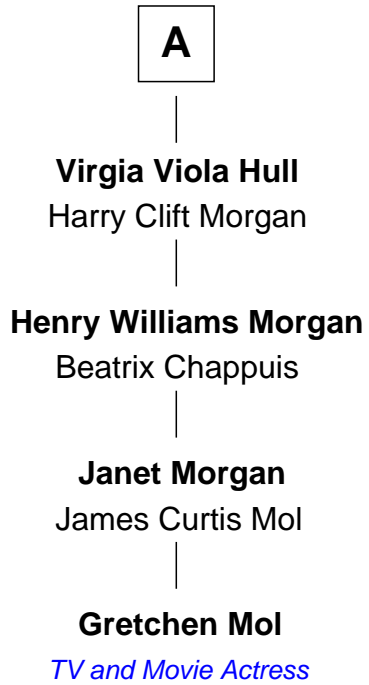 A
Virgia Viola Hull
Harry Clift Morgan
Henry Williams Morgan
Beatrix Chappuis
Janet Morgan
James Curtis Mol
Gretchen Mol
TV and Movie Actress